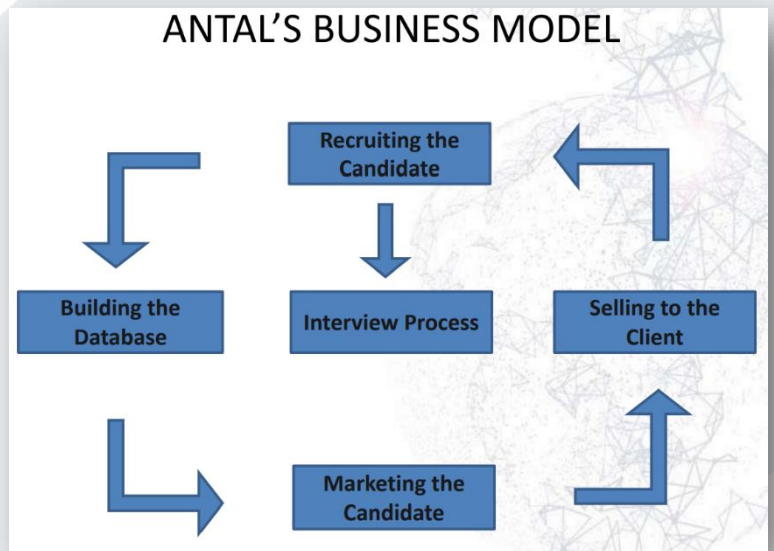 ANTAL’S BUSINESS MODEL
Recruiting the
Candidate
Building the
Database
Interview Process
Selling to the
Client
Marketing the
Candidate